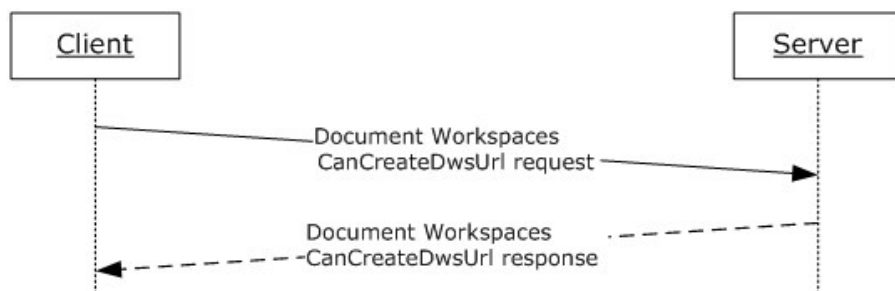 Client
Server
Document Workspaces
CanCreateDwsUrl request
Document Workspaces
CanCreateDwsUrl response